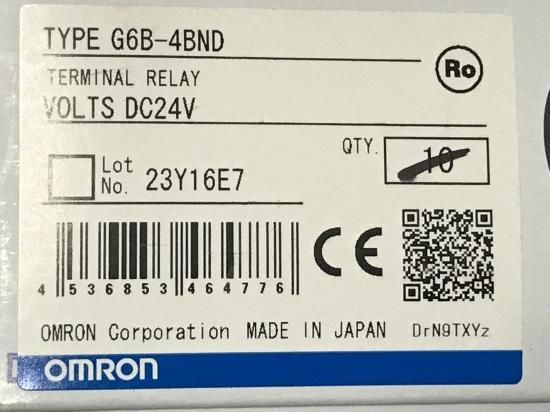 TYPE G6B-4BND
TERMINAL RELAY
VOLTS DC24V
Ro
Lot No. 23Y16E7
QTY. 10
4 536853 464776
CE
OMRON Corporation MADE IN JAPAN
DrN9TXYz
OMRON